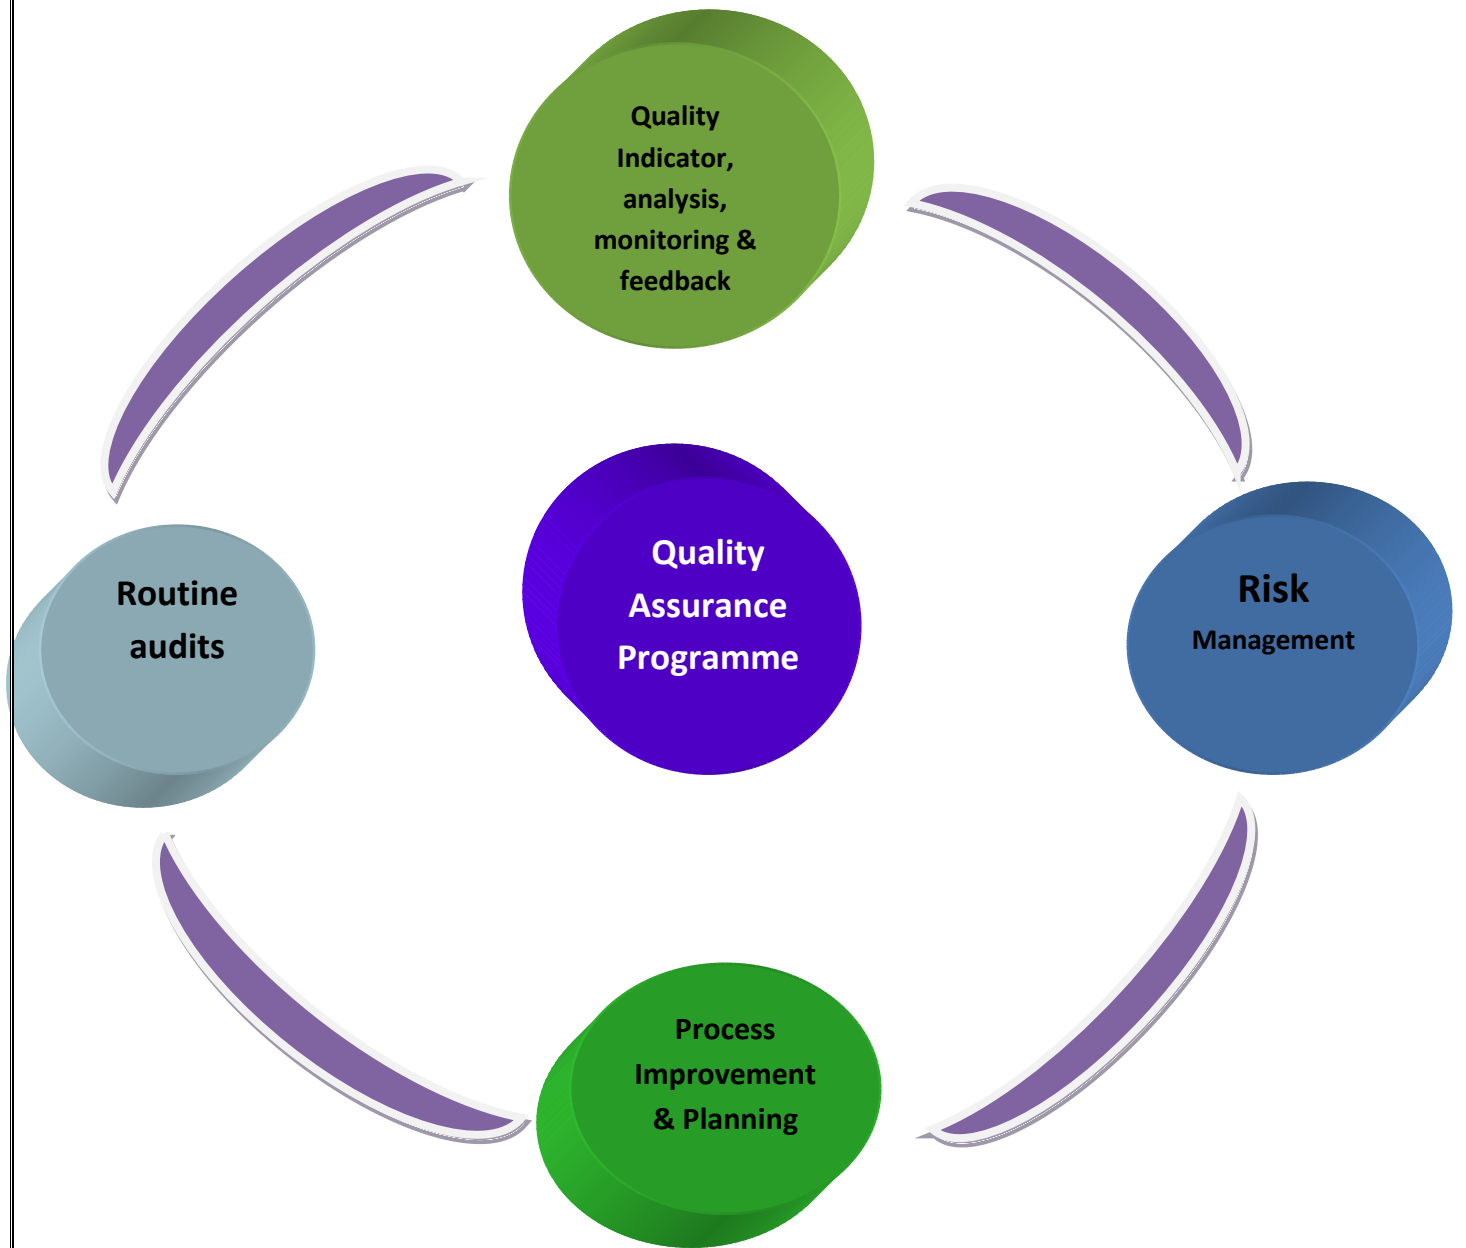 Quality
Indicator,
analysis,
monitoring &
feedback
Quality
Assurance
Programme
Routine
audits
Risk
Management
Process
Improvement
& Planning